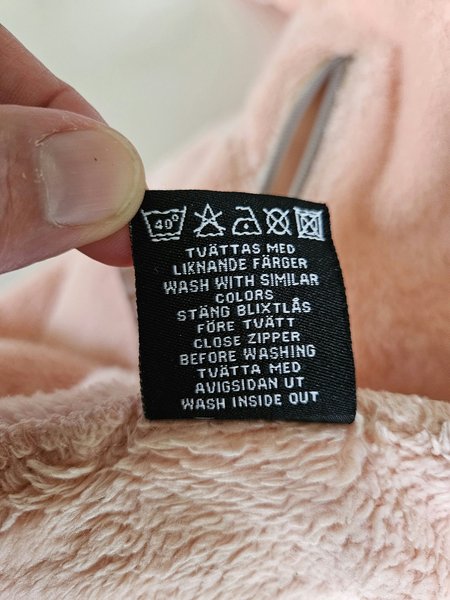 40°
TVÄTTAS MED
LIKNANDE FÄRGER
WASH WITH SIMILAR
COLORS
STÄNG BLIXTLÅS
FÖRE TVÄTT
CLOSE ZIPPER
BEFORE WASHING
TVÄTTA MED
AVIGSIDAN UT
WASH INSIDE OUT